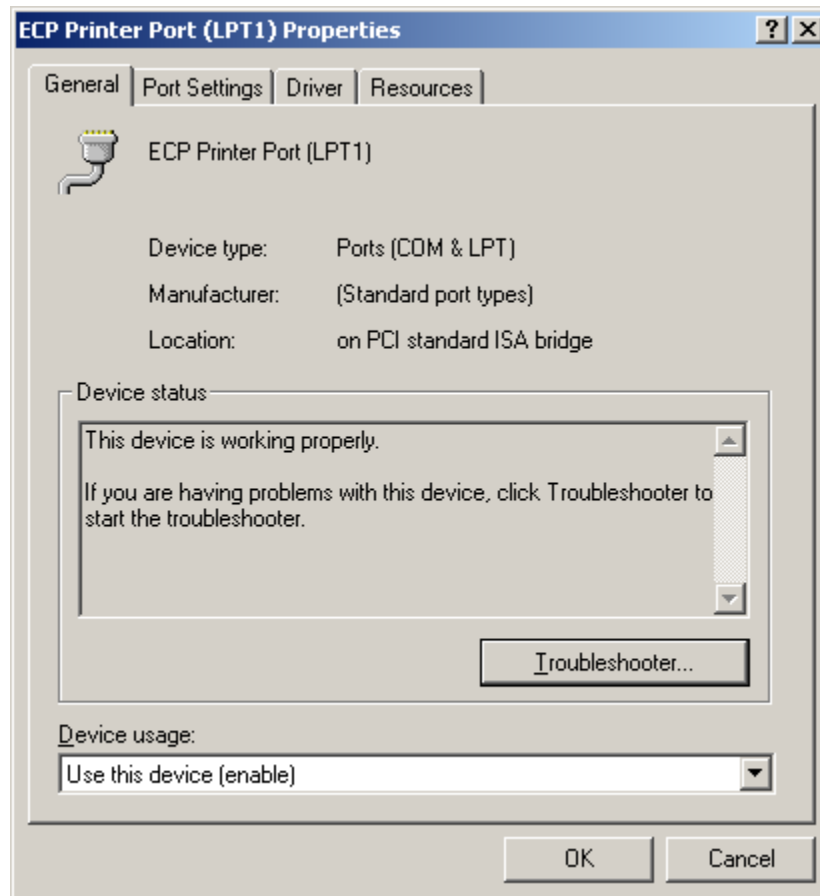 ECP Printer Port (LPT1) Properties
General Port Settings Driver Resources
ECP Printer Port (LPT1)
Device type: Ports (COM & LPT)
Manufacturer: (Standard port types)
Location: on PCI standard ISA bridge
Device status
This device is working properly.
If you are having problems with this device, click Troubleshooter to
start the troubleshooter.
Troubleshooter...
Device usage:
Use this device (enable)
OK Cancel